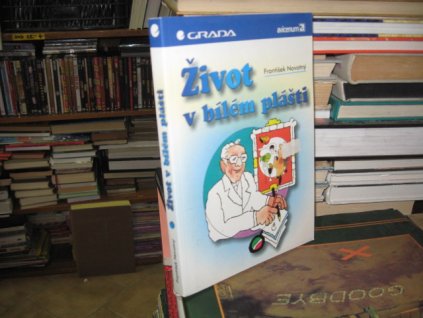 GRADA
avicenum
František Novotný
Život
v bílém plášti
Život v bílém plášti
GOODBYE